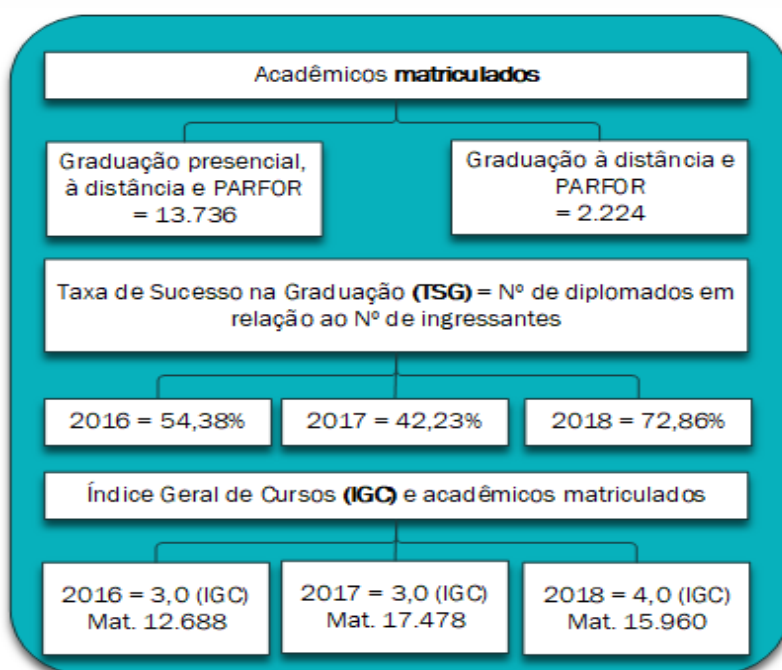 Acadêmicos matriculados
Graduação presencial,
à distância e PARFOR
= 13.736
Graduação à distância e
PARFOR
= 2.224
Taxa de Sucesso na Graduação (TSG) = Nº de diplomados em
relação ao Nº de ingressantes
2016 = 54,38%
2017 = 42,23%
2018 = 72,86%
Índice Geral de Cursos (IGC) e acadêmicos matriculados
2016 = 3,0 (IGC)
Mat. 12.688
2017 = 3,0 (IGC)
Mat. 17.478
2018 = 4,0 (IGC)
Mat. 15.960